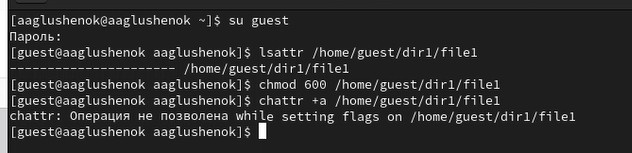 [aaglushenok@aaglushenok ~]$ su guest
Пароль:
[guest@aaglushenok aaglushenok]$ lsattr /home/guest/dir1/file1
---------------------- /home/guest/dir1/file1
[guest@aaglushenok aaglushenok]$ chmod 600 /home/guest/dir1/file1
[guest@aaglushenok aaglushenok]$ chattr +a /home/guest/dir1/file1
chattr: Операция не позволена while setting flags on /home/guest/dir1/file1
[guest@aaglushenok aaglushenok]$